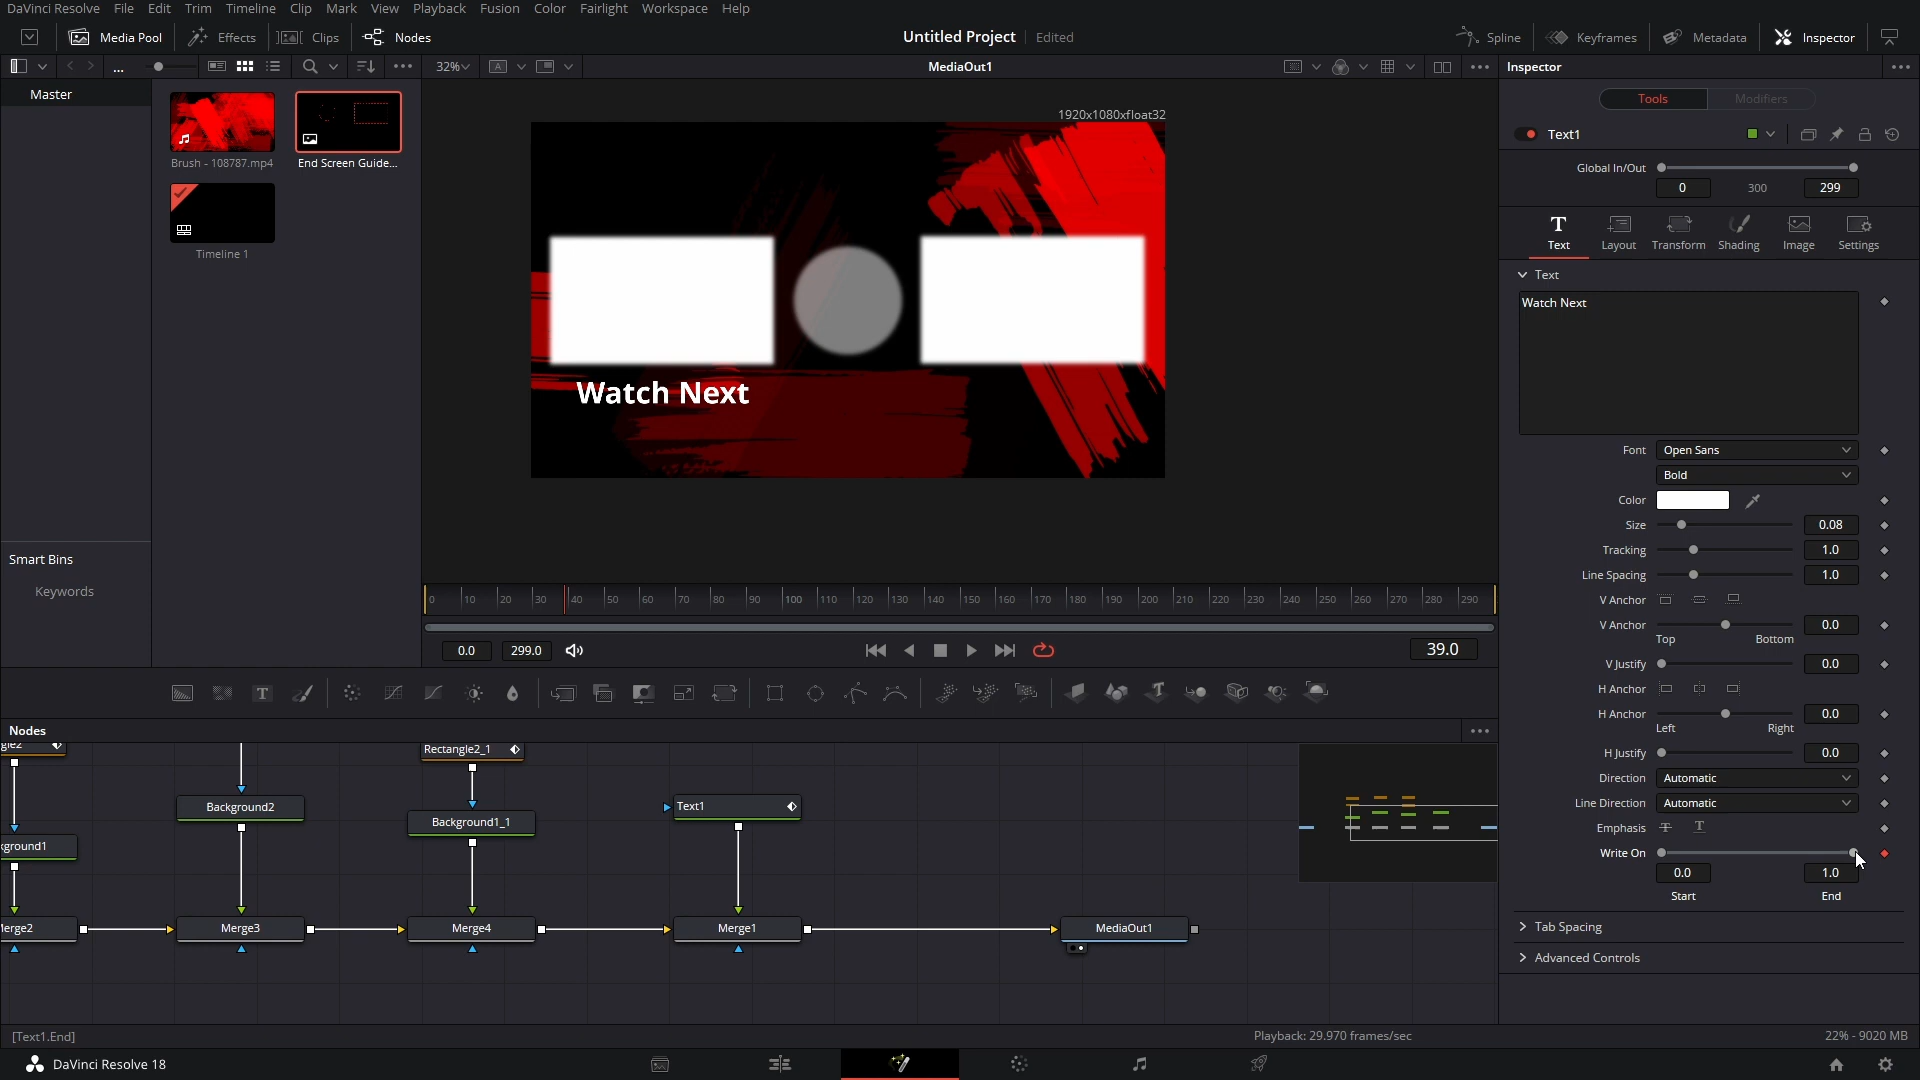 DaVinci Resolve File Edit Trim Timeline Clip Mark View Playback Fusion Color Fairlight Workspace Help
Media Pool Effects Clips Nodes Untitled Project Edited Spline Keyframes Metadata Inspector
... 32% A MediaOut1 Inspector
Master
Brush - 108787.mp4
End Screen Guide...
Timeline 1
Smart Bins
Keywords
1920x1080xfloat32
Watch Next
0 10 20 30 40 50 60 70 80 90 100 110 120 130 140 150 160 170 180 190 200 210 220 230 240 250 260 270 280 290
0.0 299.0 39.0
Tools Modifiers
Text1
Global In/Out
0 300 299
T
Text Layout Transform Shading Image Settings
Text
Watch Next
Font Open Sans
Bold
Color
Size 0.08
Tracking 1.0
Line Spacing 1.0
V Anchor
V Anchor 0.0
Top Bottom
V Justify 0.0
H Anchor
H Anchor 0.0
Left Right
H Justify 0.0
Direction Automatic
Line Direction Automatic
Emphasis T T
Write On
0.0 1.0
Start End
Tab Spacing
Advanced Controls
T T
Nodes
gle2 Rectangle2_1
Background2 Text1
Background1_1
kground1
Merge2 Merge3 Merge4 Merge1 MediaOut1
[Text1.End] Playback: 29.970 frames/sec 22% - 9020 MB
DaVinci Resolve 18